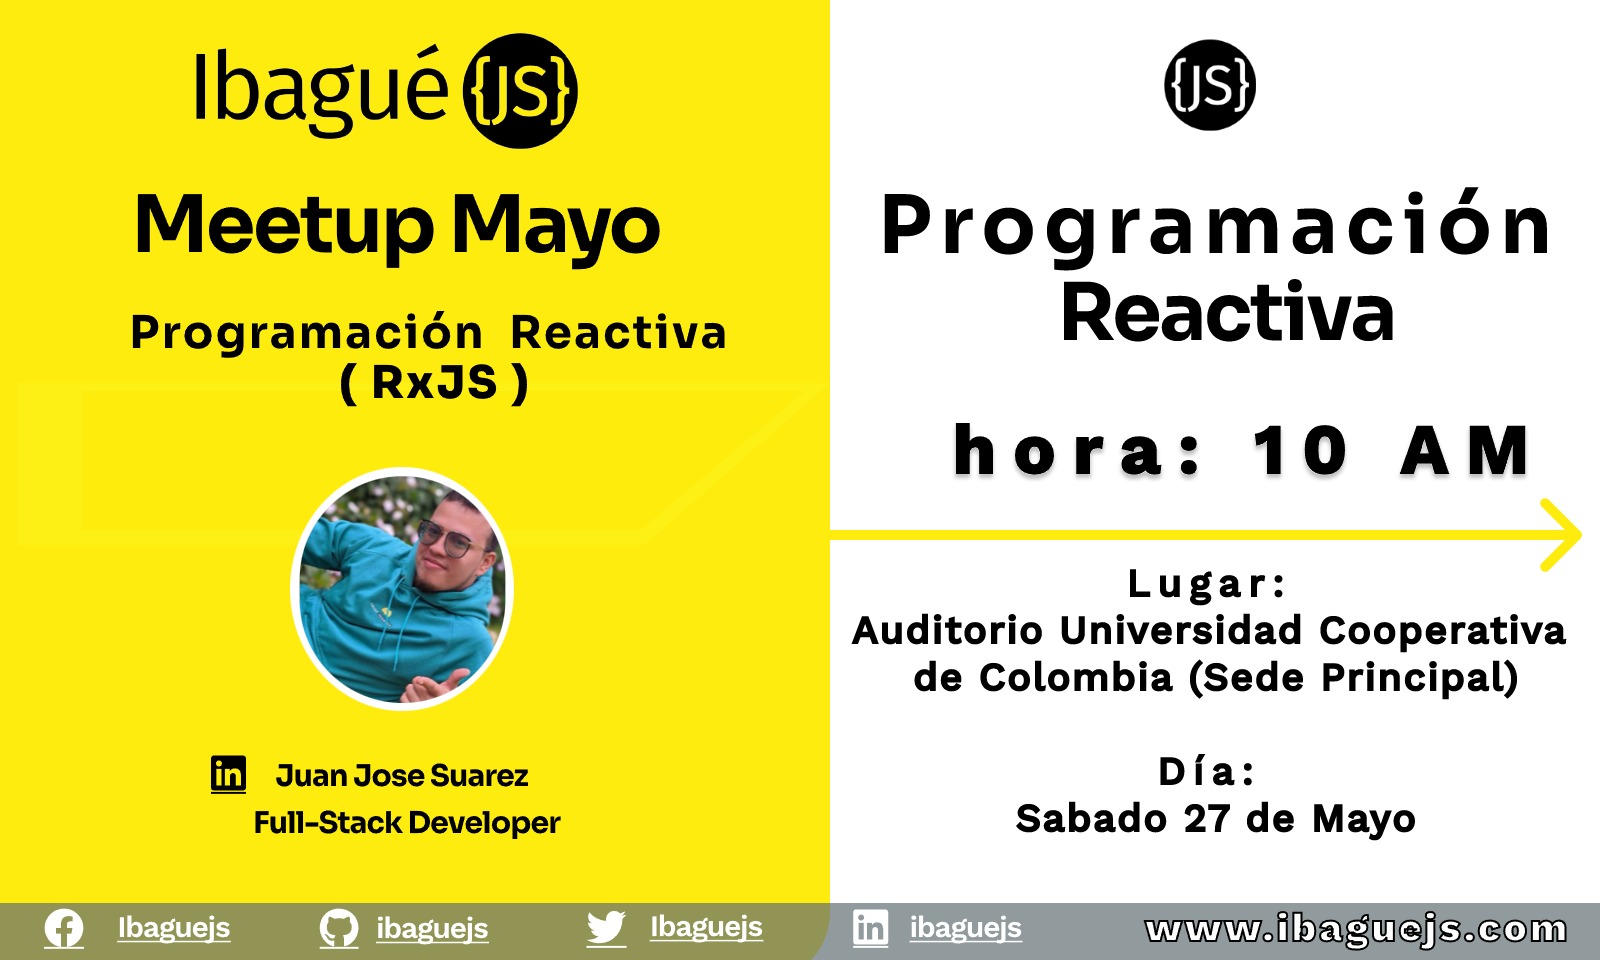 Ibagué {JS}
Meetup Mayo
Programación Reactiva
( RxJS )
in Juan Jose Suarez
Full-Stack Developer
{JS}
Programación
Reactiva
hora: 10 AM
Lugar:
Auditorio Universidad Cooperativa
de Colombia (Sede Principal)
Día:
Sabado 27 de Mayo
Ibaguejs
ibaguejs
Ibaguejs
in ibaguejs
www.ibaguejs.com